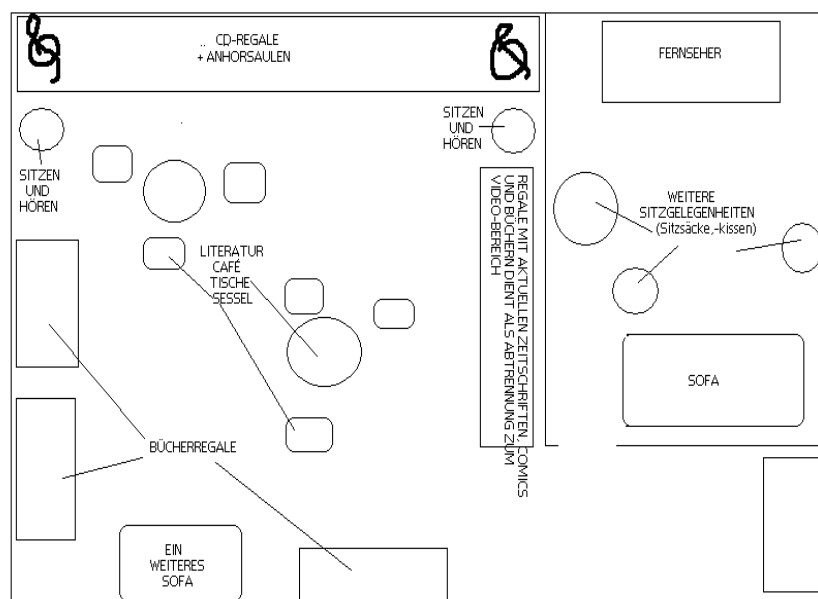 CD-REGALE
+ ANHÖRSÄULEN
FERNSEHER
SITZEN
UND
HÖREN
SITZEN
UND
HÖREN
WEITERE
SITZGELEGENHEITEN
(Sitzsäcke,-kissen)
REGALE MIT AKTUELLEN ZEITSCHRIFTEN, COMICS
UND BÜCHERN DIENT ALS ABTRENNUNG ZUM
VIDEO-BEREICH
LITERATUR
CAFÉ
TISCHE
SESSEL
SOFA
BÜCHERREGALE
EIN
WEITERES
SOFA